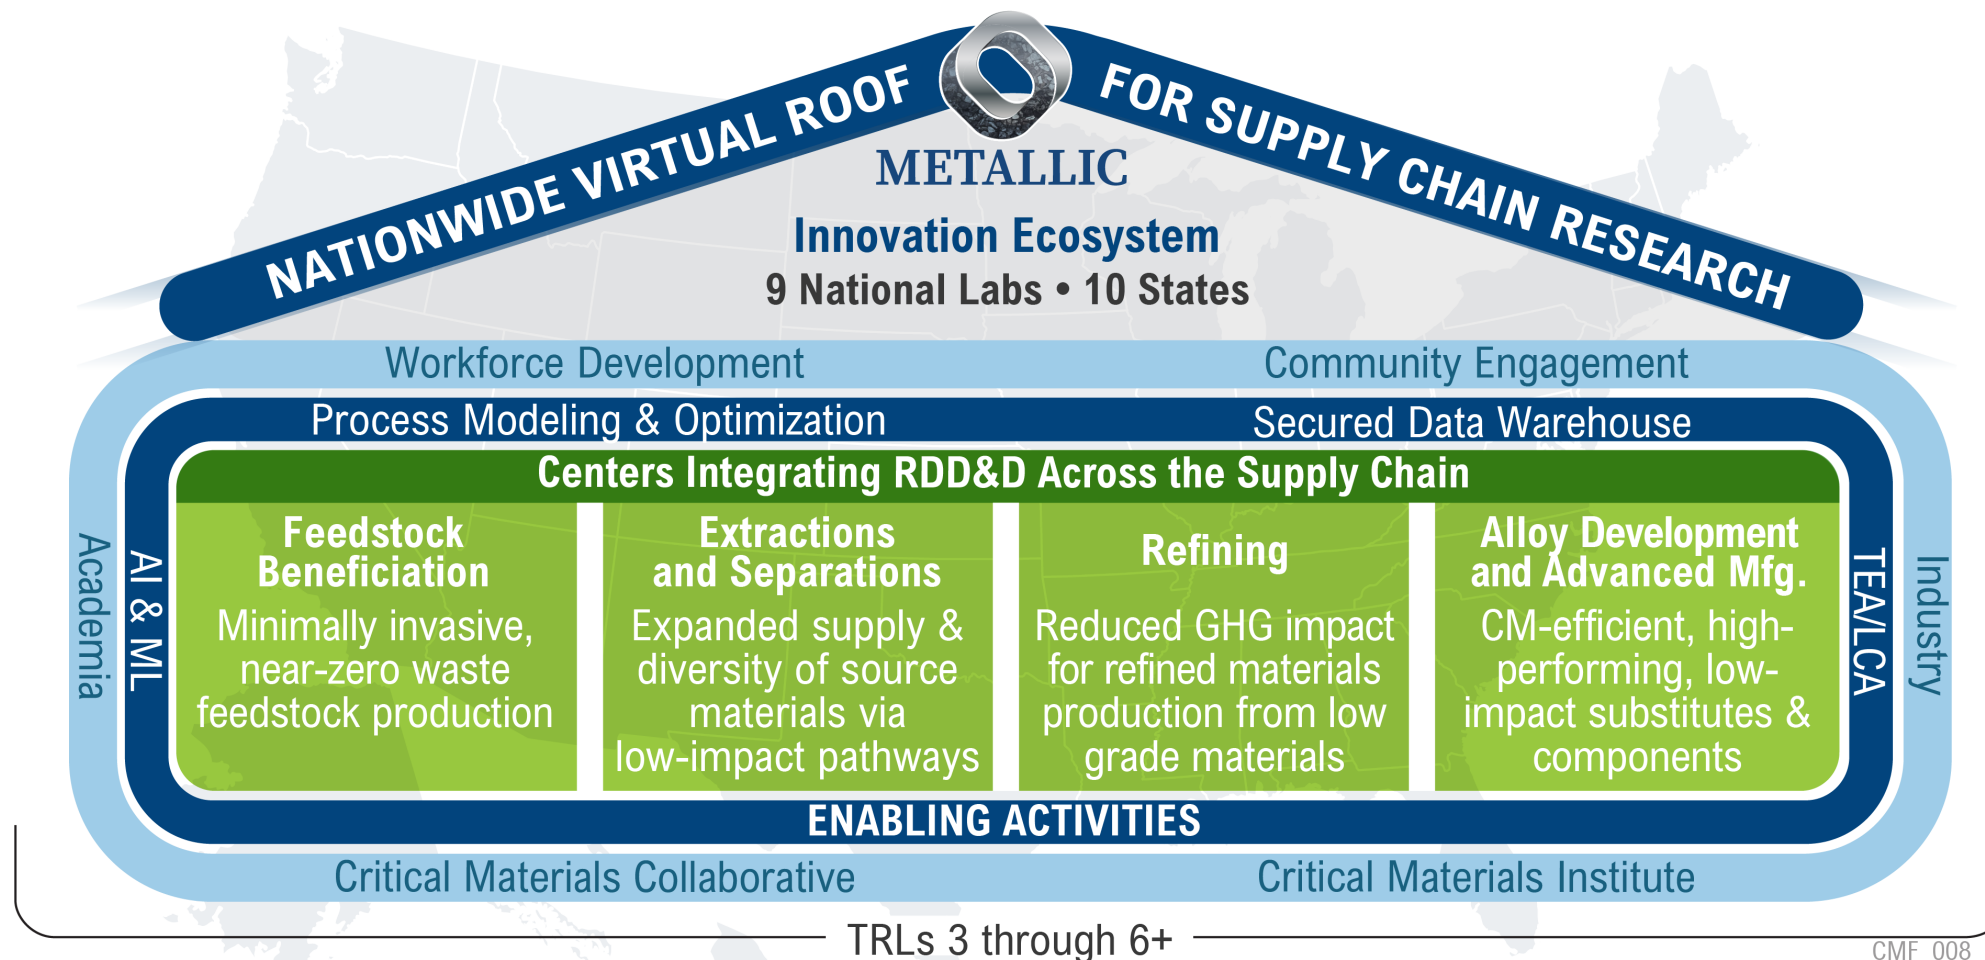 NATIONWIDE VIRTUAL ROOF FOR SUPPLY CHAIN RESEARCH
METALLIC
Innovation Ecosystem
9 National Labs • 10 States
Workforce Development
Community Engagement
Process Modeling & Optimization
Secured Data Warehouse
Centers Integrating RDD&D Across the Supply Chain
Academia
AI & ML
Feedstock
Beneficiation
Minimally invasive,
near-zero waste
feedstock production
Extractions
and Separations
Expanded supply &
diversity of source
materials via
low-impact pathways
Refining
Reduced GHG impact
for refined materials
production from low
grade materials
Alloy Development
and Advanced Mfg.
CM-efficient, high-
performing, low-
impact substitutes &
components
TEA/LCA
Industry
ENABLING ACTIVITIES
Critical Materials Collaborative
Critical Materials Institute
TRLs 3 through 6+
CMF_008